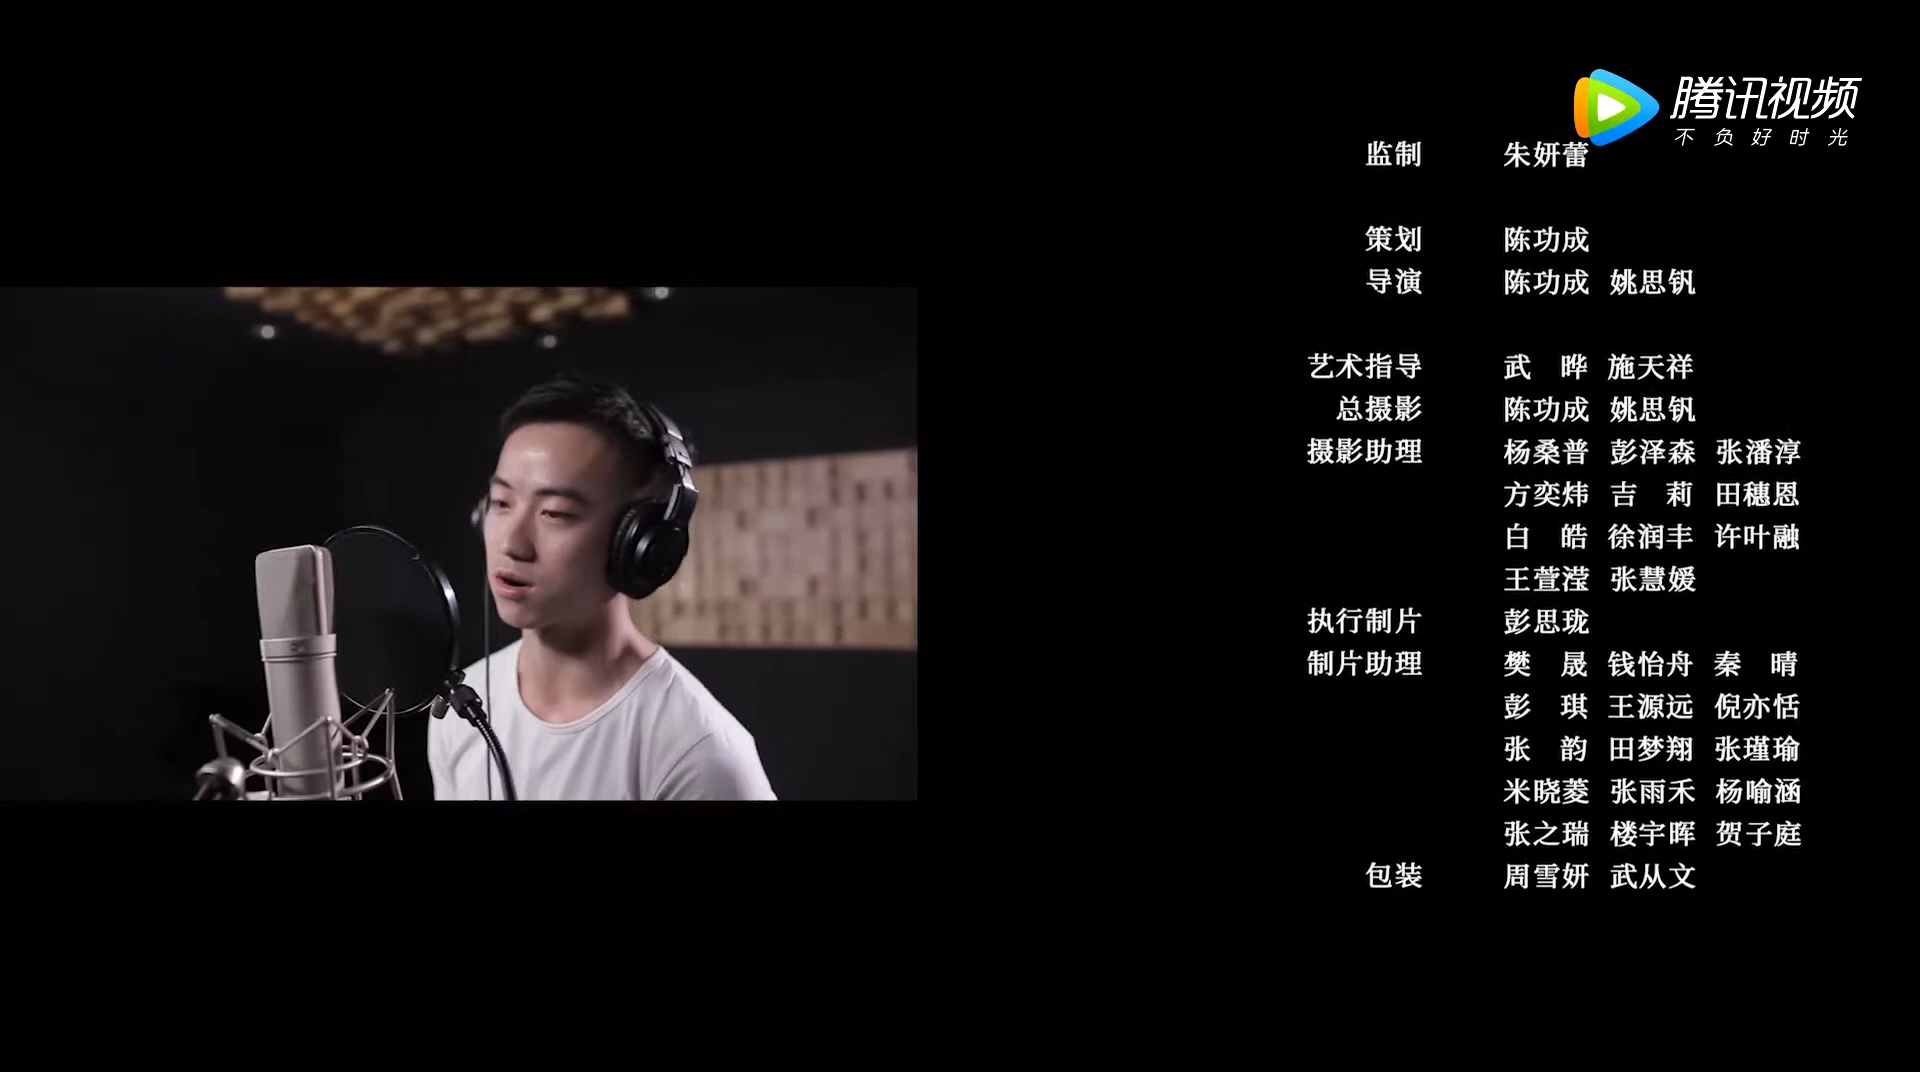 腾讯视频
不负好时光
监制 朱妍蕾
策划 陈功成
导演 陈功成 姚思钒
艺术指导 武 晔 施天祥
总摄影 陈功成 姚思钒
摄影助理 杨桑普 彭泽森 张潘淳
方奕炜 吉 莉 田穗恩
白 皓 徐润丰 许叶融
王萱滢 张慧媛
执行制片 彭思珑
制片助理 樊 晟 钱怡舟 秦 晴
彭 琪 王源远 倪亦恬
张 韵 田梦翔 张瑾瑜
米晓菱 张雨禾 杨喻涵
张之瑞 楼宇晖 贺子庭
包装 周雪妍 武从文